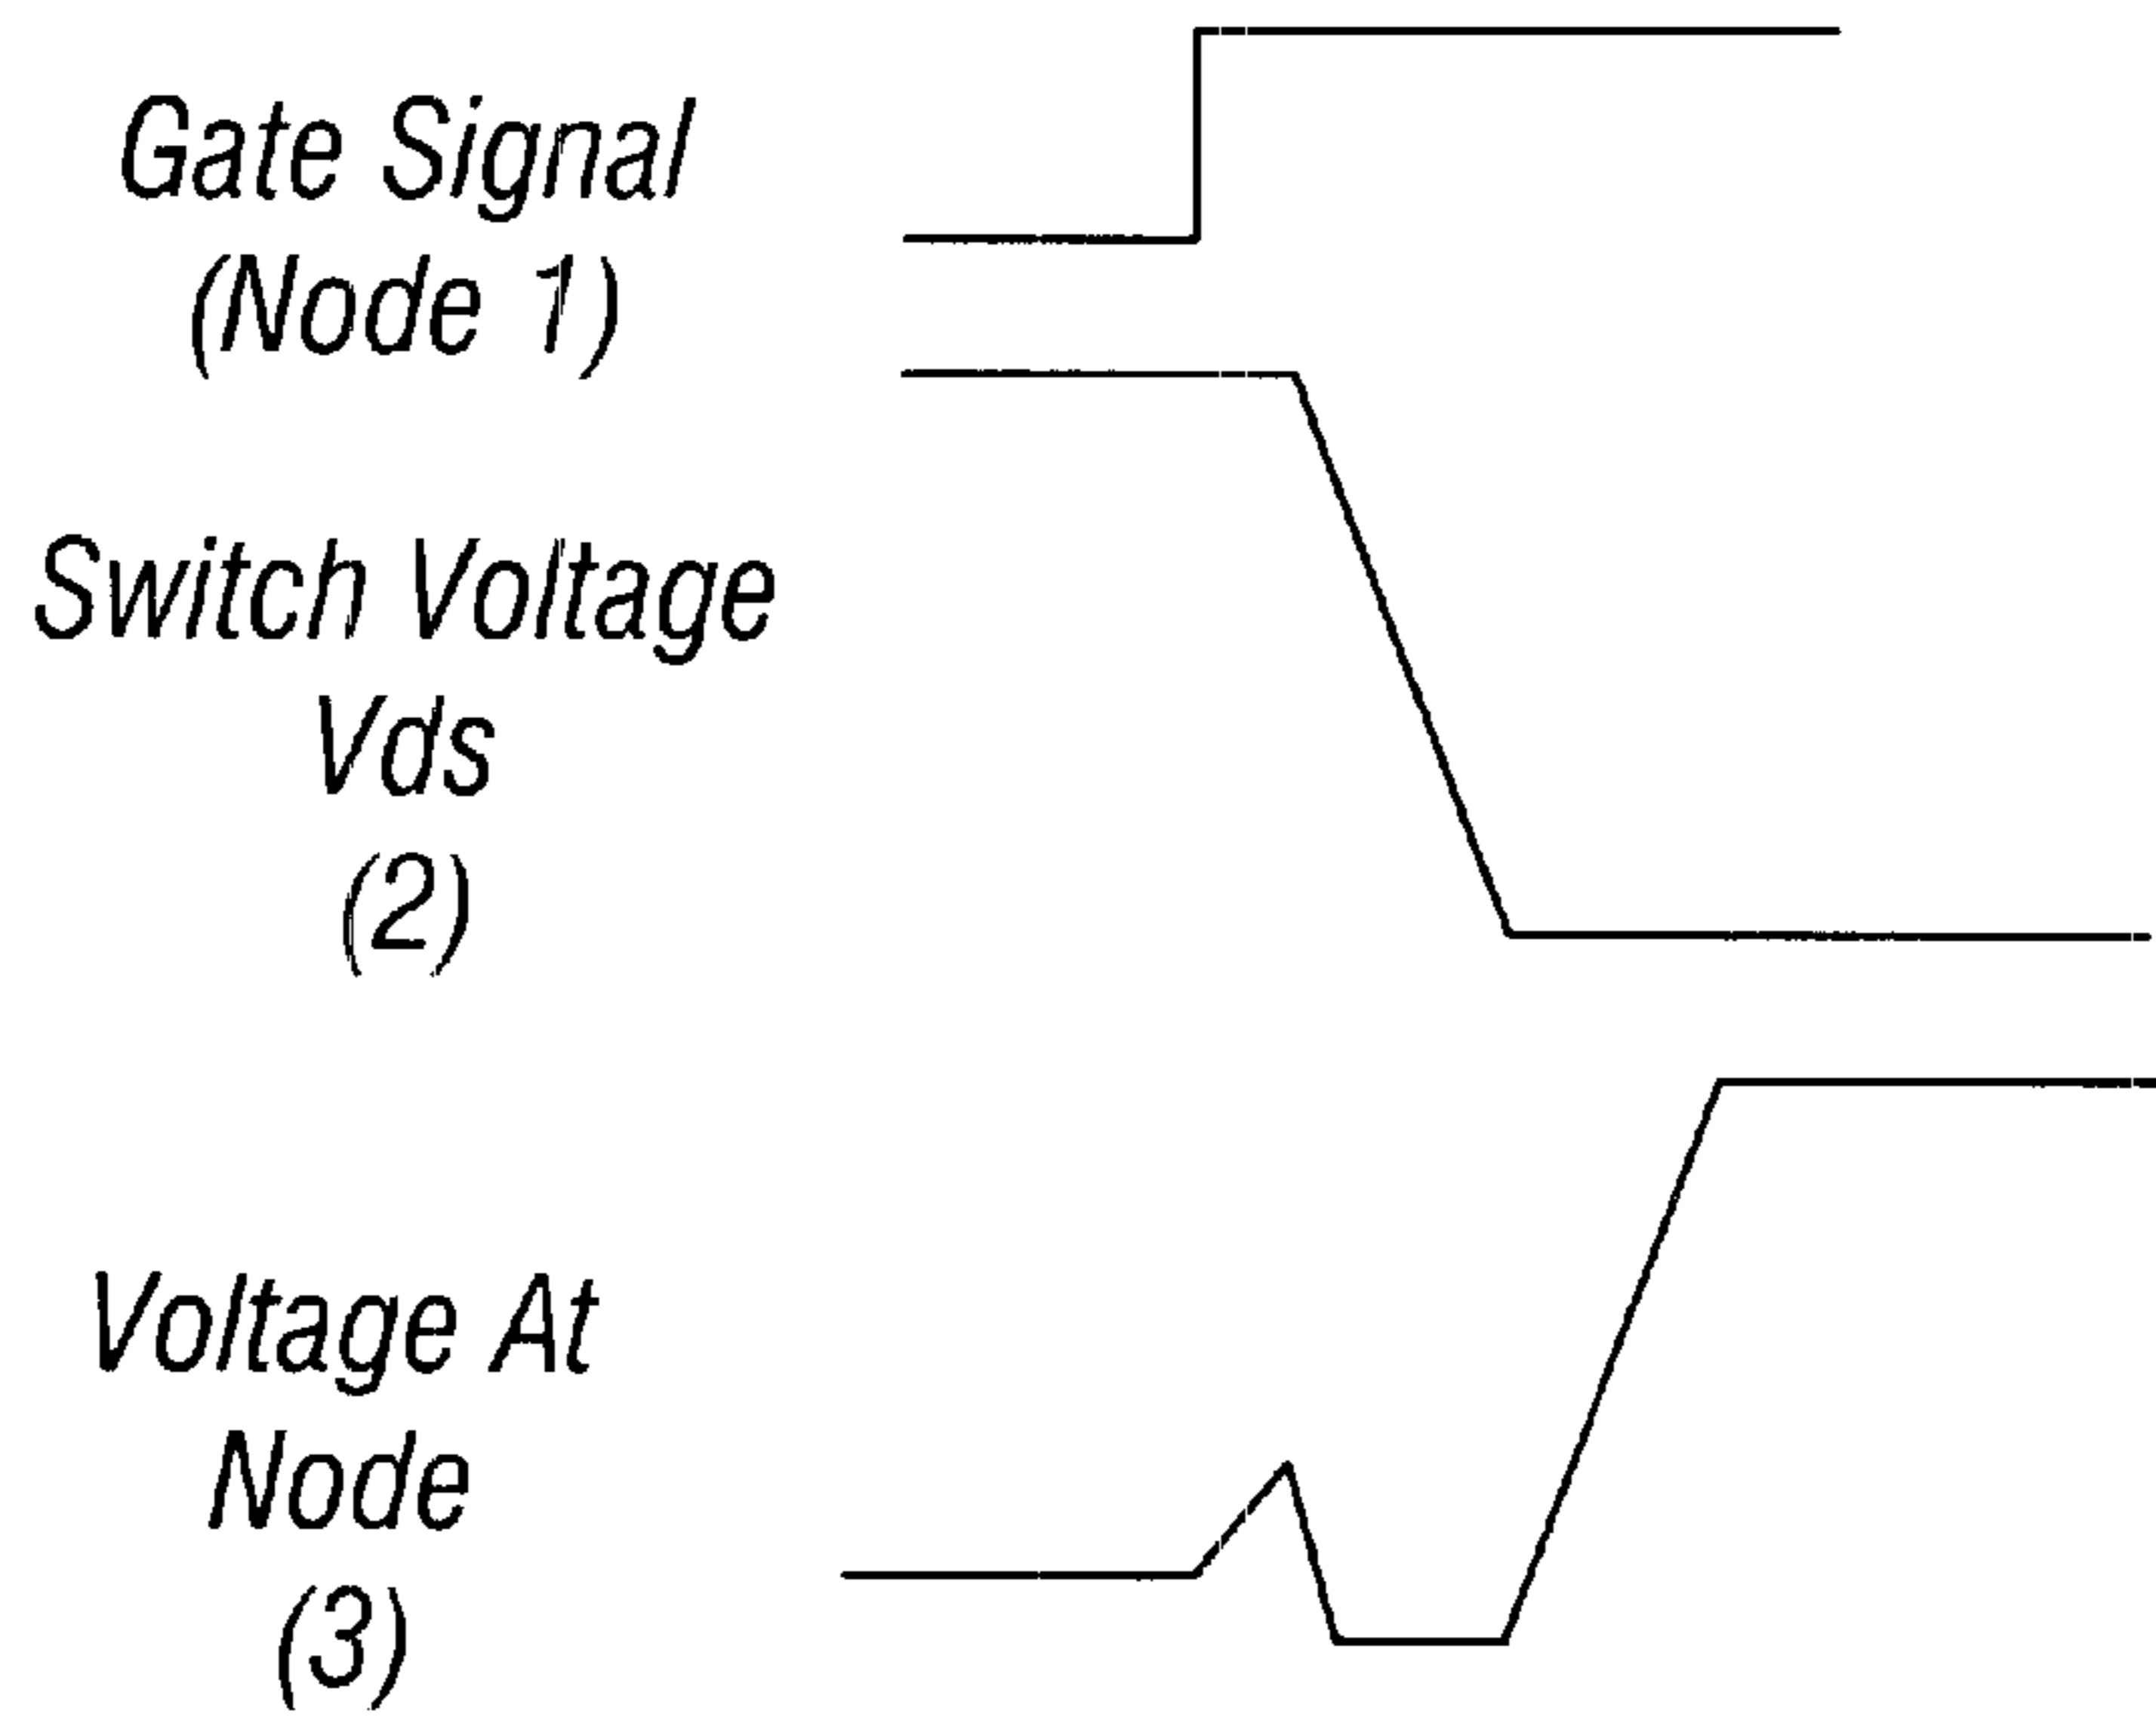 Gate Signal
(Node 1)
Switch Voltage
Vds
(2)
Voltage At
Node
(3)